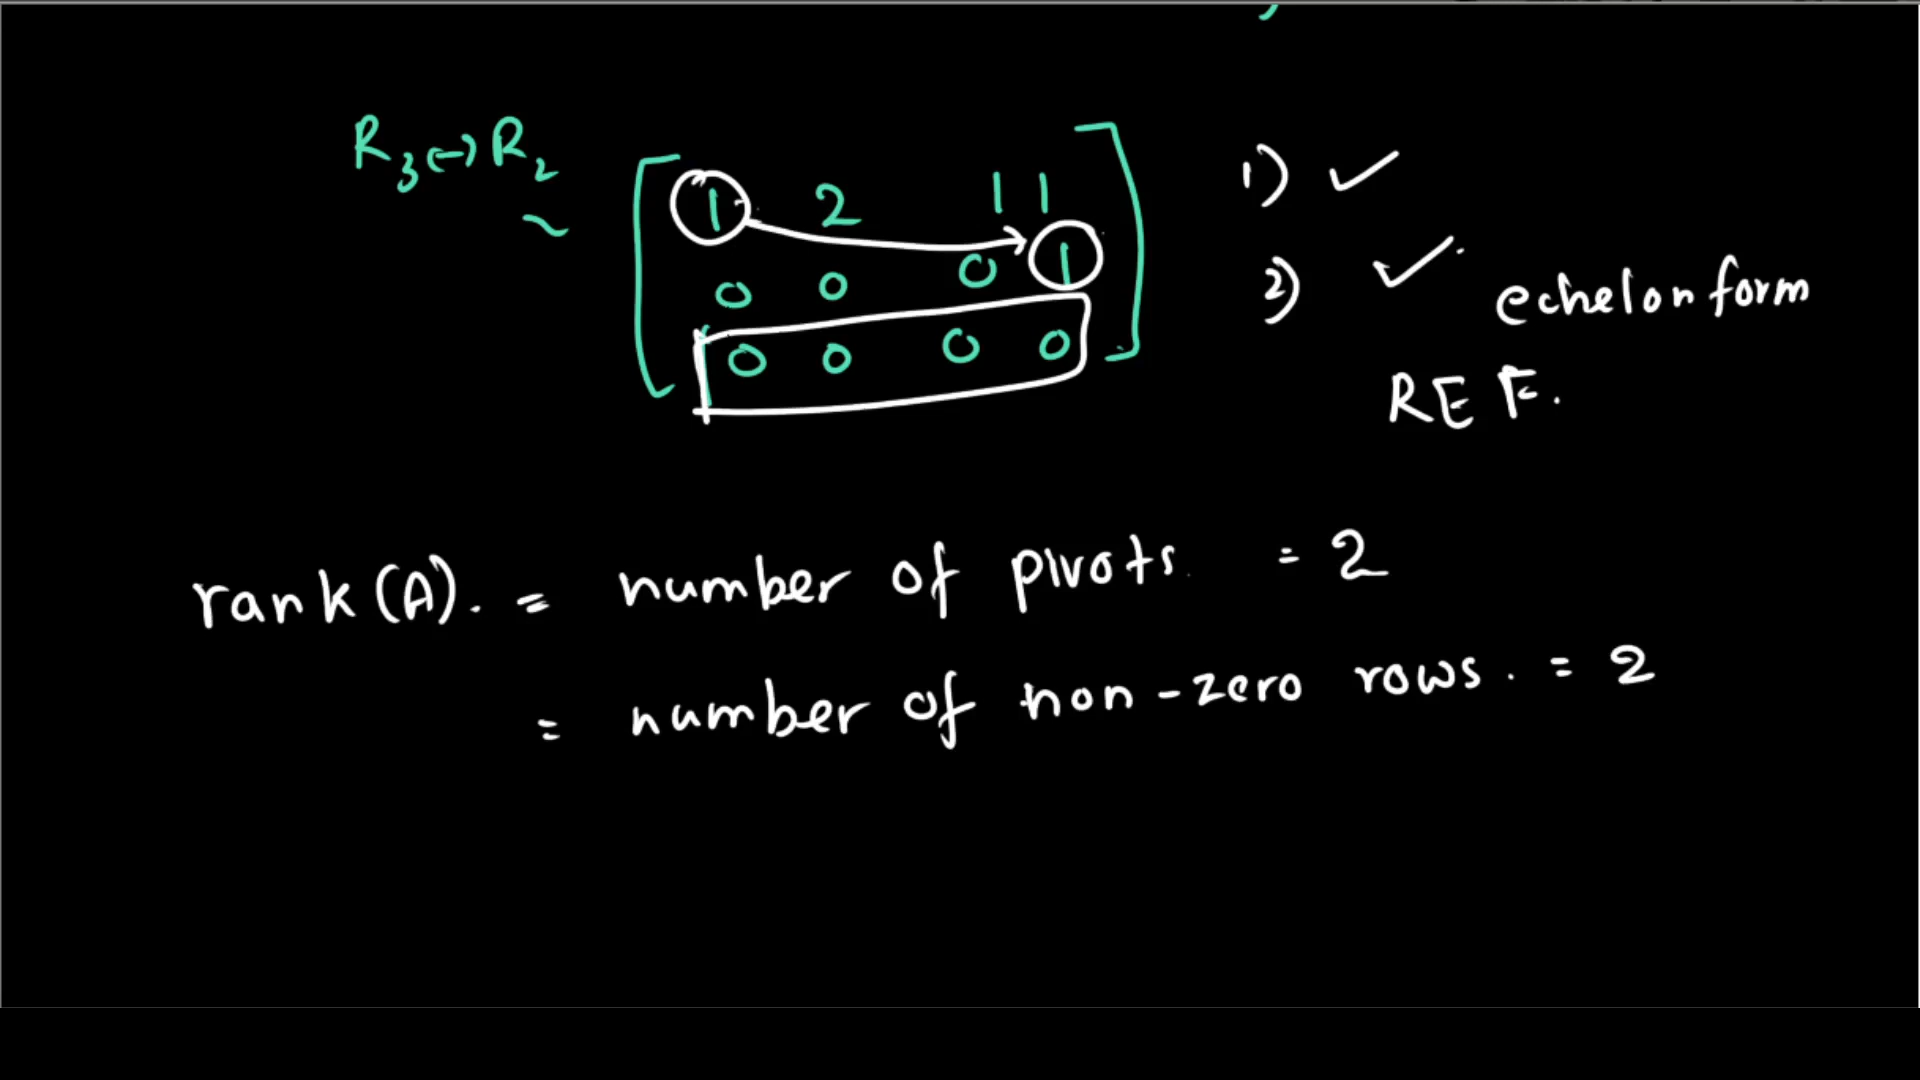 R3↔R2
~
1 2 1 1
0 0 0 1
0 0 0 0
1) ✓
2) ✓.
echelon form
REF.
rank(A). = number of pivots. = 2
= number of non-zero rows. = 2